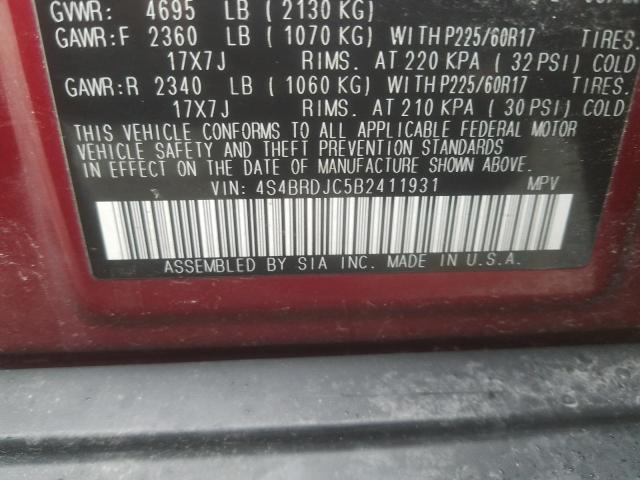 GVWR: 4695 LB ( 2130 KG)
GAWR:F 2360 LB ( 1070 KG) WITH P225/60R17 TIRES
17X7J RIMS. AT 220 KPA ( 32 PSI) COLD
GAWR:R 2340 LB ( 1060 KG) WITH P225/60R17 TIRES.
17X7J RIMS. AT 210 KPA ( 30 PSI) COLD
THIS VEHICLE CONFORMS TO ALL APPLICABLE FEDERAL MOTOR
VEHICLE SAFETY AND THEFT PREVENTION STANDARDS
IN EFFECT ON THE DATE OF MANUFACTURE SHOWN ABOVE.
VIN: 4S4BRDJC5B2411931 MPV
ASSEMBLED BY SIA INC. MADE IN U.S.A.